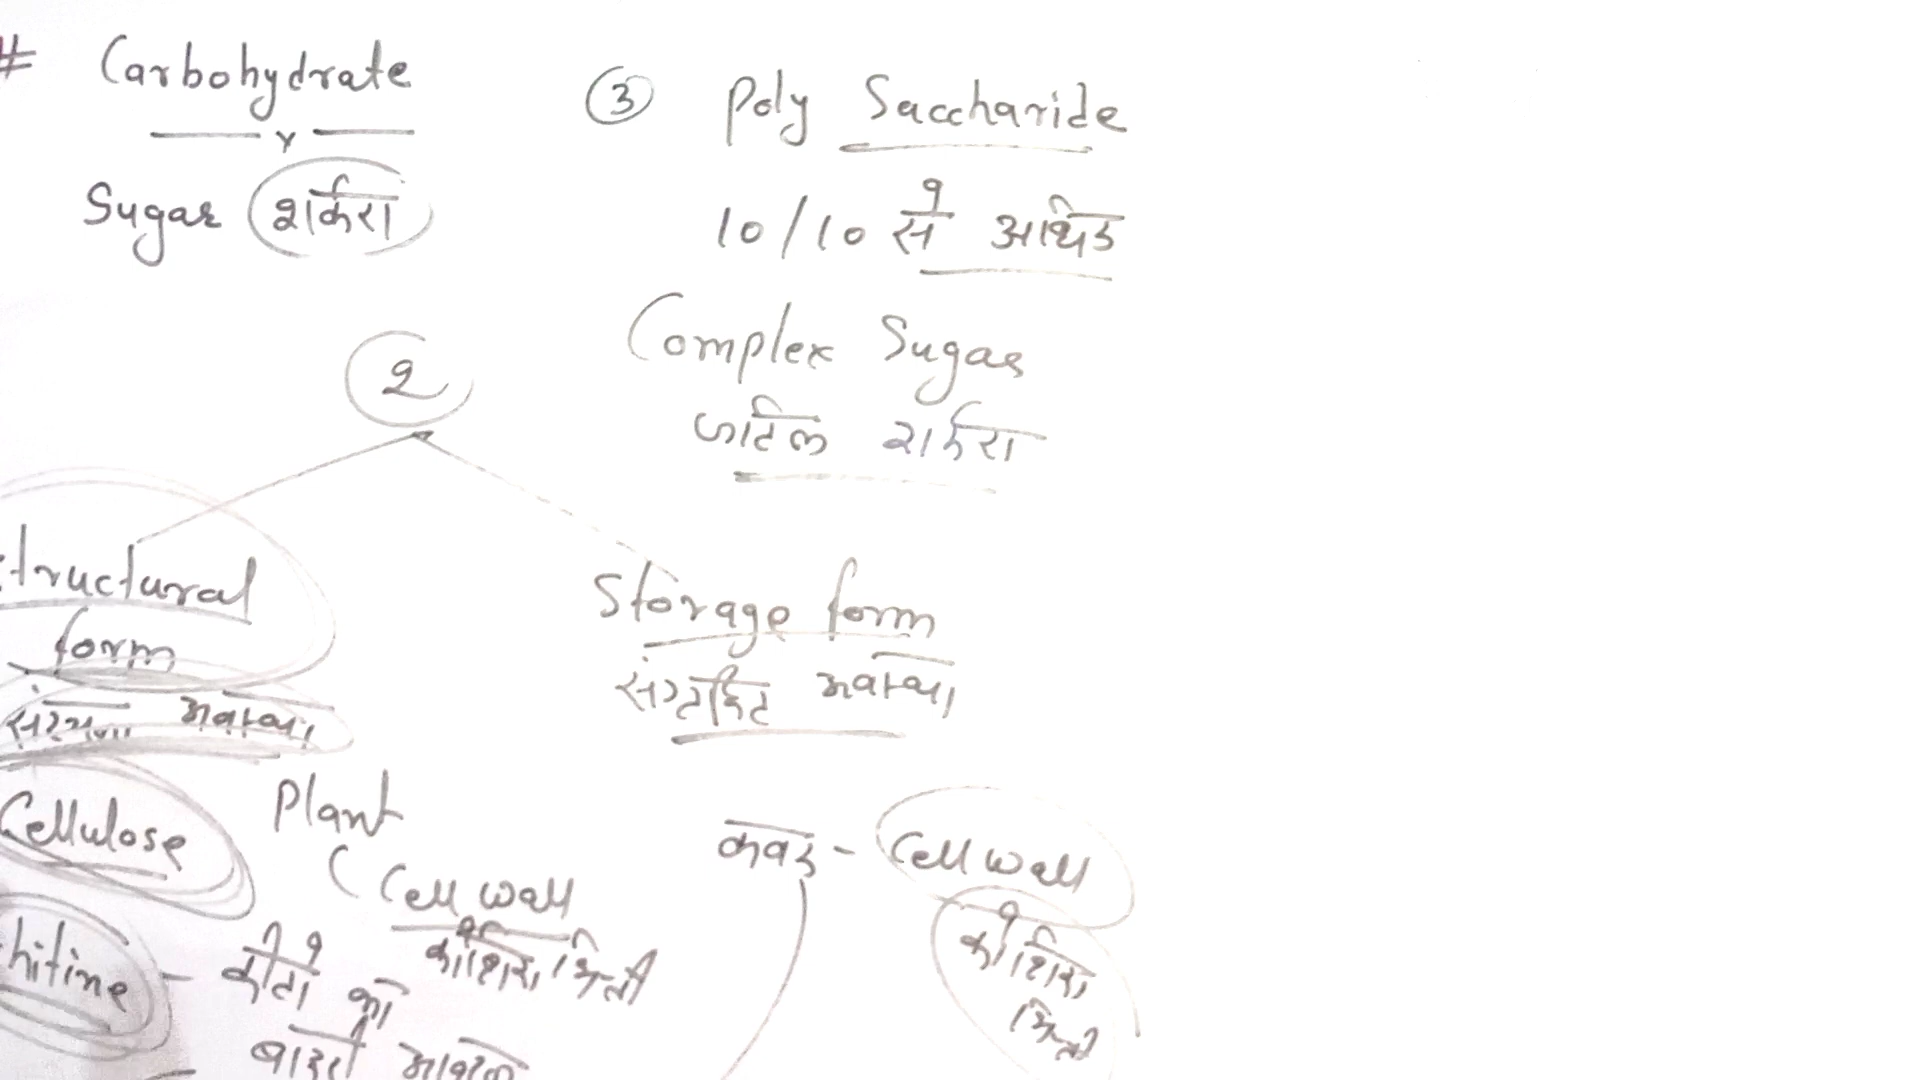 # Carbohydrate
Sugar शर्करा
③ Poly Saccharide
10/10 से अधिक
Complex Sugar
जटिल शर्करा
2
Structural
form
संरचना अवस्था
Storage form
संग्रहित अवस्था
Cellulose Plant
(Cell wall
कोशिका भित्ती
Chitine - कीटो का
बाहरी आवरण
कवक - Cell wall
कोशिका
भित्ती